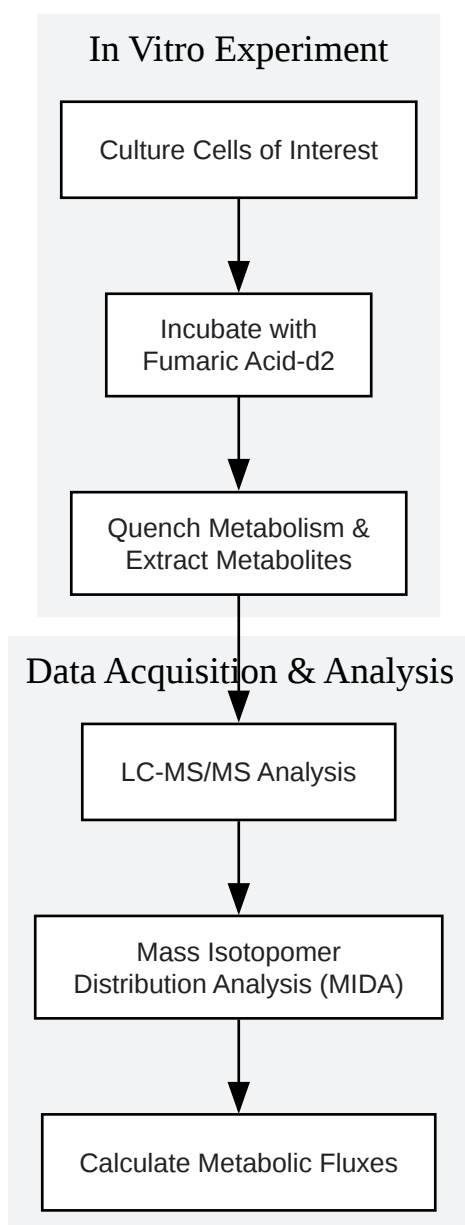 In Vitro Experiment
Culture Cells of Interest
Incubate with
Fumaric Acid-d2
Quench Metabolism &
Extract Metabolites
Data Acquisition & Analysis
LC-MS/MS Analysis
Mass Isotopomer
Distribution Analysis (MIDA)
Calculate Metabolic Fluxes